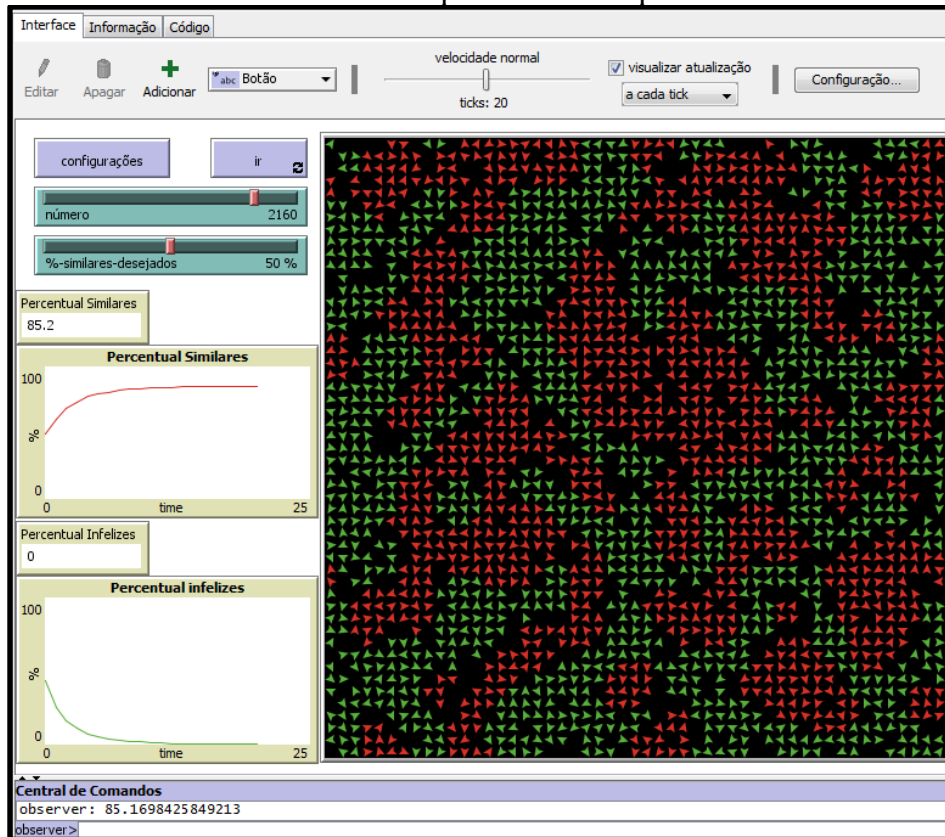 Interface Informação Código
Editar Apagar Adicionar abc Botão
velocidade normal
ticks: 20
visualizar atualização
a cada tick
Configuração...
configurações ir
número 2160
%-similares-desejados 50 %
Percentual Similares
85.2
Percentual Similares
100
%
0
0 time 25
Percentual Infelizes
0
Percentual infelizes
100
%
0
0 time 25
Central de Comandos
observer: 85.1698425849213
observer>